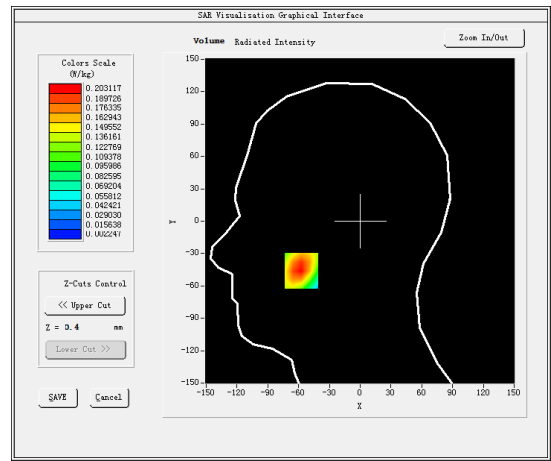 SAR Visualisation Graphical Interface
Volume Radiated Intensity
Zoom In/Out
Colors Scale
(W/kg)
0.203117
0.189726
0.176335
0.162943
0.149552
0.136161
0.122769
0.109378
0.095986
0.082595
0.069204
0.055812
0.042421
0.029030
0.015638
0.002247
150
120
90
60
30
0
-30
-60
-90
-120
-150
Y
-150 -120 -90 -60 -30 0 30 60 90 120 150
X
Z-Cuts Control
<< Upper Cut
Z = 0.4 mm
Lower Cut >>
SAVE Cancel